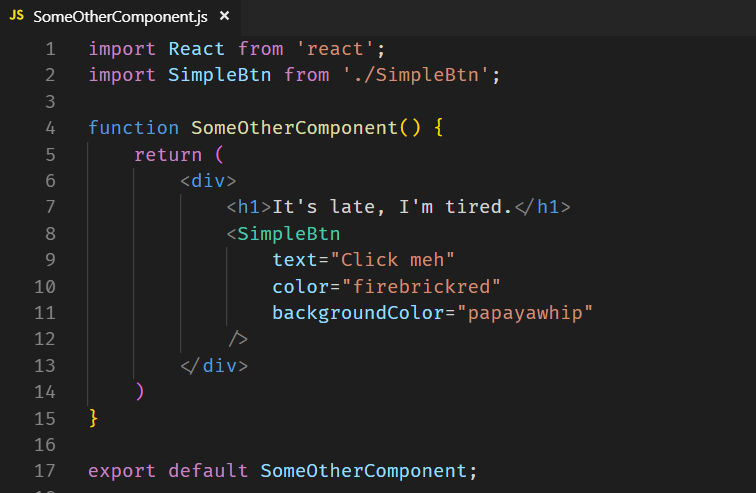 JS SomeOtherComponent.js ×
1 import React from 'react';
2 import SimpleBtn from './SimpleBtn';
3
4 function SomeOtherComponent() {
5     return (
6         <div>
7             <h1>It's late, I'm tired.</h1>
8             <SimpleBtn
9                 text="Click meh"
10                 color="firebrickred"
11                 backgroundColor="papayawhip"
12             />
13         </div>
14     )
15 }
16
17 export default SomeOtherComponent;